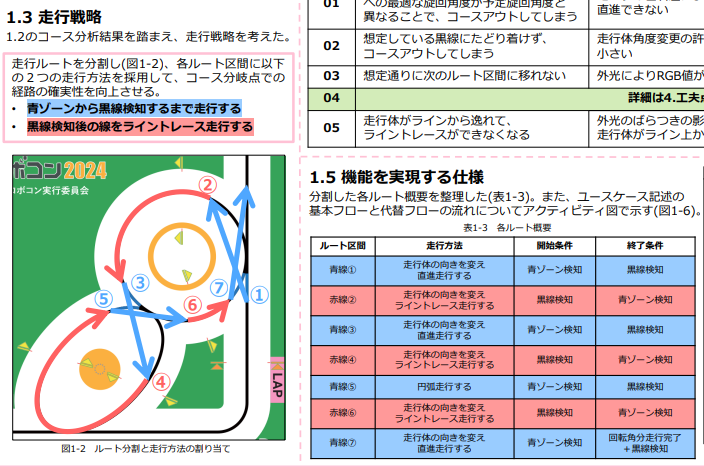 1.3 走行戦略
1.2のコース分析結果を踏まえ、走行戦略を考えた。
走行ルートを分割し(図1-2)、各ルート区間に以下
の２つの走行方法を採用して、コース分岐点での
経路の確実性を向上させる。
• 青ゾーンから黒線検知するまで走行する
• 黒線検知後の線をライントレース走行する
ボコン2024
ロボコン実行委員会
②
③
⑤
⑥
⑦
①
④
LAP
図1-2 ルート分割と走行方法の割り当て
01 への最適な旋回角度が予定旋回角度と
異なることで、コースアウトしてしまう
直進できない
02 想定している黒線にたどり着けず、
コースアウトしてしまう
走行体角度変更の許
小さい
03 想定通りに次のルート区間に移れない 外光によりRGB値が
04 詳細は4.工夫点
05 走行体がラインから逸れて、
ライントレースができなくなる
外光のばらつきの影
走行体がライン上か
1.5 機能を実現する仕様
分割した各ルート概要を整理した(表1-3)。また、ユースケース記述の
基本フローと代替フローの流れについてアクティビティ図で示す(図1-6)。
表1-3 各ルート概要
ルート区間 走行方法 開始条件 終了条件
青線① 走行体の向きを変え
直進走行する 青ゾーン検知 黒線検知
赤線② 走行体の向きを変え
ライントレース走行する 黒線検知 青ゾーン検知
青線③ 走行体の向きを変え
直進走行する 青ゾーン検知 黒線検知
赤線④ 走行体の向きを変え
ライントレース走行する 黒線検知 青ゾーン検知
青線⑤ 円弧走行する 青ゾーン検知 黒線検知
赤線⑥ 走行体の向きを変え
ライントレース走行する 黒線検知 青ゾーン検知
青線⑦ 走行体の向きを変え
直進走行する 青ゾーン検知 回転角分走行完了
＋黒線検知